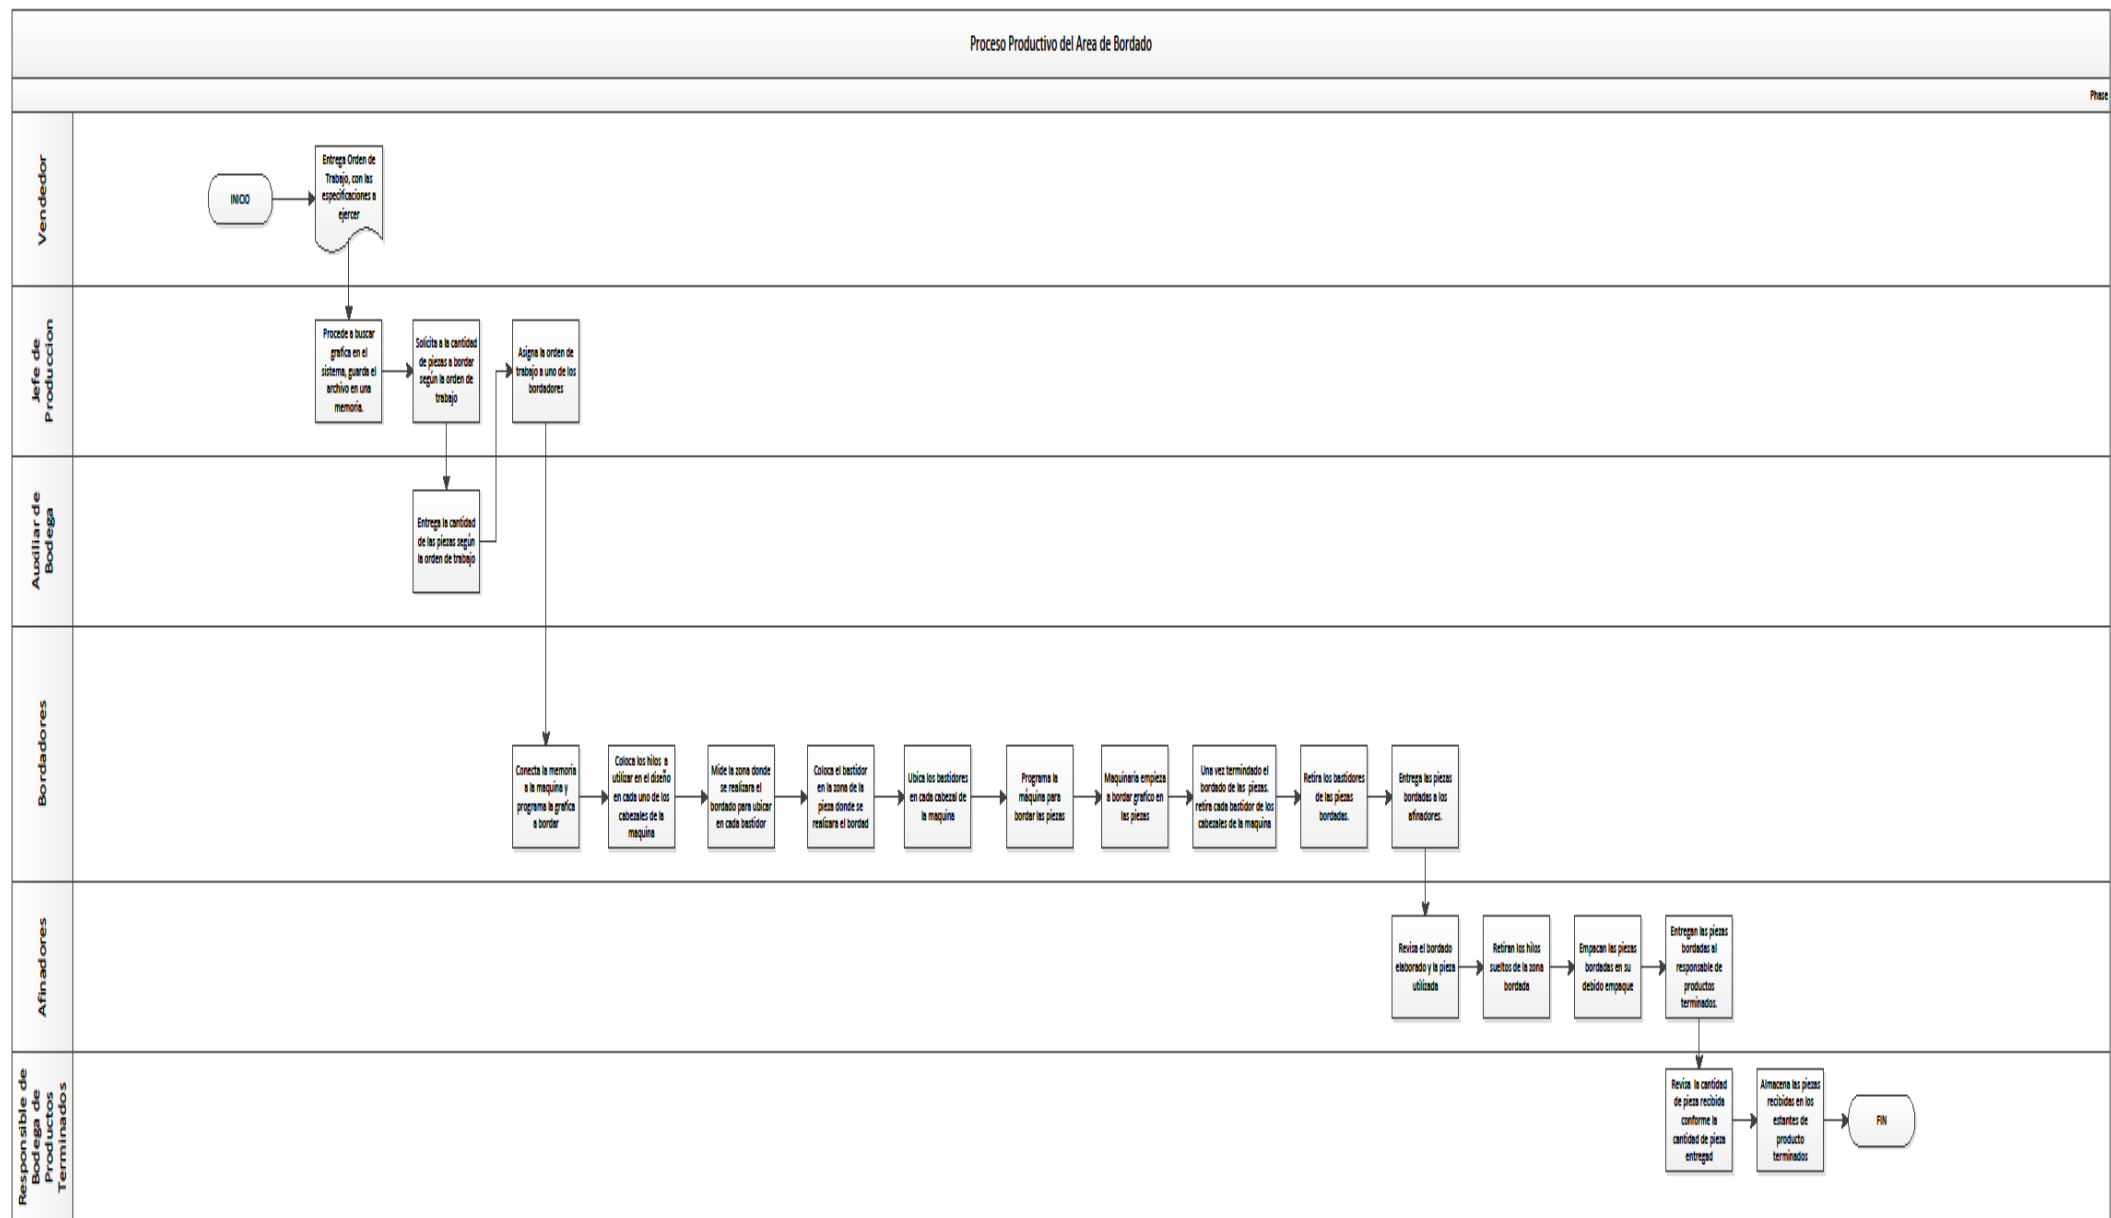 Proceso Productivo del Area de Bordado
Phase
Vendedor
INICIO
Entrega Orden de
Trabajo, con las
especificaciones a
ejercer
Jefe de
Produccion
Procede a buscar
grafica en el
sistema, guarda el
archivo en una
memoria.
Solicita a la cantidad
de piezas a bordar
según la orden de
trabajo
Asigna la orden de
trabajo a uno de los
bordadores
Auxiliar de
Bodega
Entrega la cantidad
de las piezas según
la orden de trabajo
Bordadores
Conecta la memoria
a la maquina y
programa la grafica
a bordar
Coloca los hilos a
utilizar en el diseño
en cada uno de los
cabezales de la
maquina
Mide la zona donde
se realizara el
bordado para ubicar
en cada bastidor
Coloca el bastidor
en la zona de la
pieza donde se
realizara el bordad
Ubica los bastidores
en cada cabezal de
la maquina
Programa la
máquina para
bordar las piezas
Maquinaria empieza
a bordar grafico en
las piezas
Una vez termindado el
bordado de las piezas.
retira cada bastidor de los
cabezales de la maquina
Retira los bastidores
de las piezas
bordadas.
Entrega las piezas
bordadas a los
afinadores.
Afinadores
Revisa el bordado
elaborado y la pieza
utilizada
Retiran los hilos
sueltos de la zona
bordada
Empacan las piezas
bordadas en su
debido empaque
Entregan las piezas
bordadas al
responsable de
productos
terminados.
Responsible de
Bodega de
Productos
Terminados
Revisa la cantidad
de pieza recibida
conforme la
cantidad de pieza
entregad
Almacena las piezas
recibidas en los
estantes de
producto
terminados
FIN